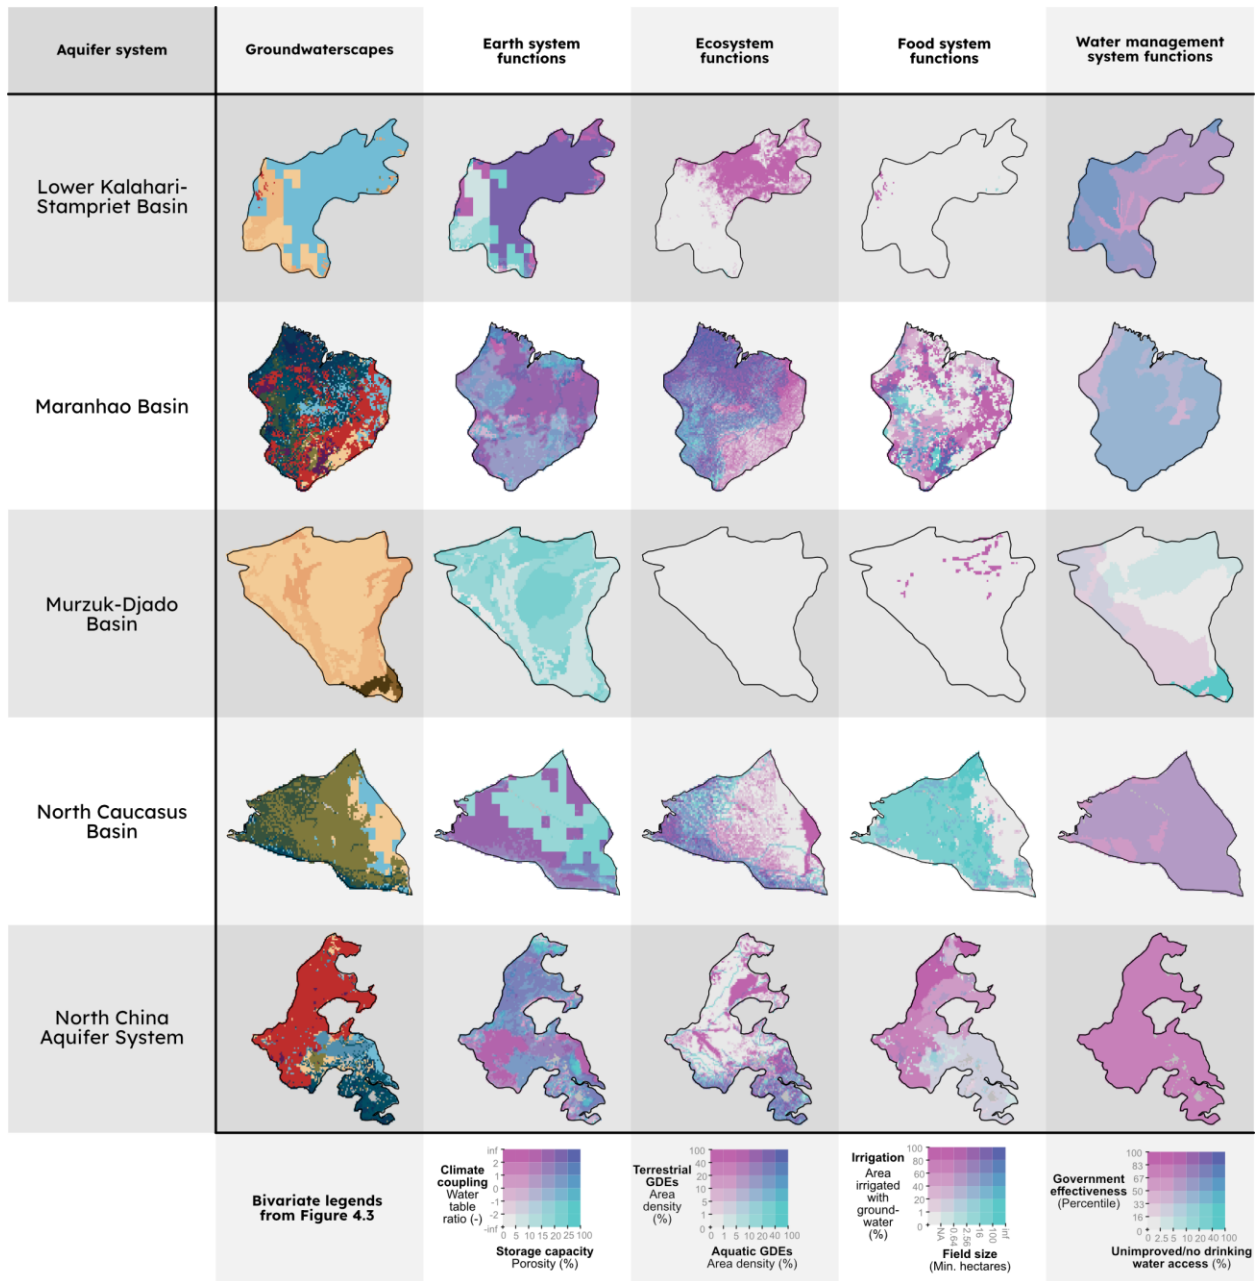 Aquifer system
Groundwaterscapes
Earth system
functions
Ecosystem
functions
Food system
functions
Water management
system functions
Lower Kalahari-
Stampriet Basin
Maranhao Basin
Murzuk-Djado
Basin
North Caucasus
Basin
North China
Aquifer System
Bivariate legends
from Figure 4.3
Climate
coupling
Water
table
ratio (-)
inf
2
1
0
-1
-2
-inf
0 5 10 15 20 25 100
Storage capacity
Porosity (%)
Terrestrial
GDEs
Area
density
(%)
100
40
20
10
5
1
0
0 1 5 10 20 40 100
Aquatic GDEs
Area density (%)
Irrigation
Area
irrigated
with
ground-
water
(%)
100
80
60
40
20
1
0
NA 0.64 2.56 16 100 inf
Field size
(Min. hectares)
Government
effectiveness
(Percentile)
100
83
67
50
33
16
0
0 2.5 5 10 20 40 100
Unimproved/no drinking
water access (%)